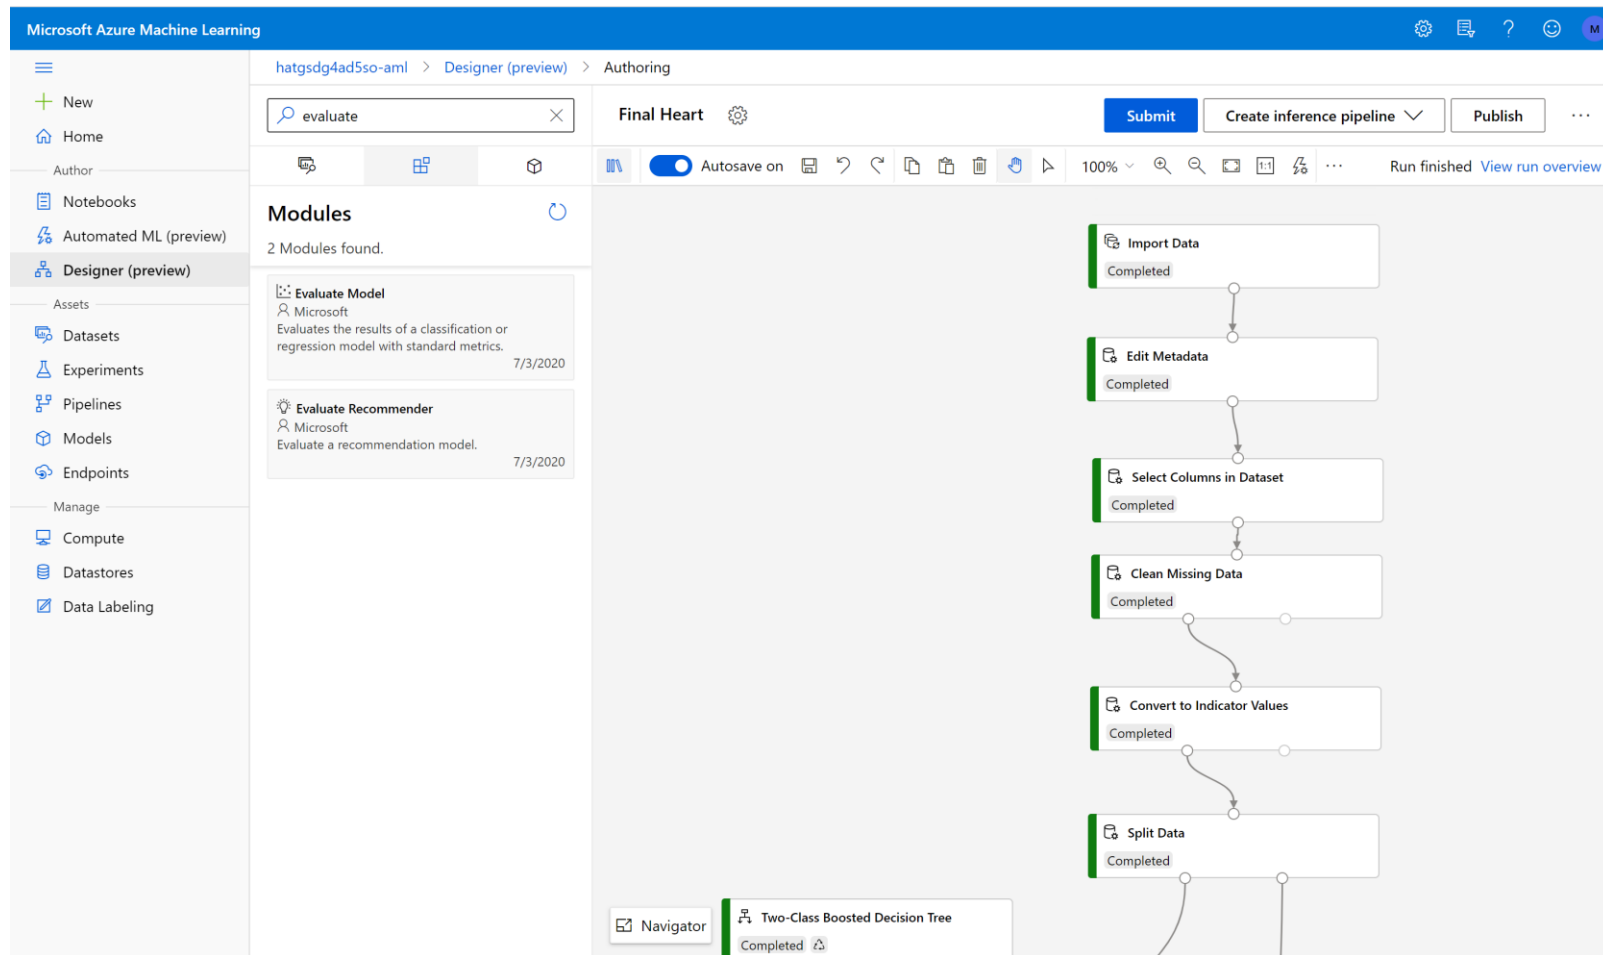 Microsoft Azure Machine Learning
M
hatgsdg4ad5so-aml > Designer (preview) > Authoring
New
Home
Author
Notebooks
Automated ML (preview)
Designer (preview)
Assets
Datasets
Experiments
Pipelines
Models
Endpoints
Manage
Compute
Datastores
Data Labeling
evaluate
Modules
2 Modules found.
Evaluate Model
Microsoft
Evaluates the results of a classification or
regression model with standard metrics.
7/3/2020
Evaluate Recommender
Microsoft
Evaluate a recommendation model.
7/3/2020
Final Heart
Submit
Create inference pipeline
Publish
Autosave on
100%
1:1
Run finished View run overview
Import Data
Completed
Edit Metadata
Completed
Select Columns in Dataset
Completed
Clean Missing Data
Completed
Convert to Indicator Values
Completed
Split Data
Completed
Navigator
Two-Class Boosted Decision Tree
Completed